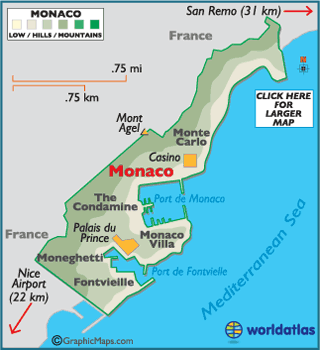 MONACO
LOW / HILLS / MOUNTAINS
San Remo (31 km)
France
.75 mi
.75 km
CLICK HERE
FOR
LARGER
MAP
Mont
Agel
Monte
Carlo
Casino
Monaco
The
Condamine
Port de Monaco
Palais du
Prince
Monaco
Villa
France
Moneghetti
Port de Fontvieille
Fontvieille
Mediterranean Sea
Nice
Airport
(22 km)
©GraphicMaps.com
worldatlas